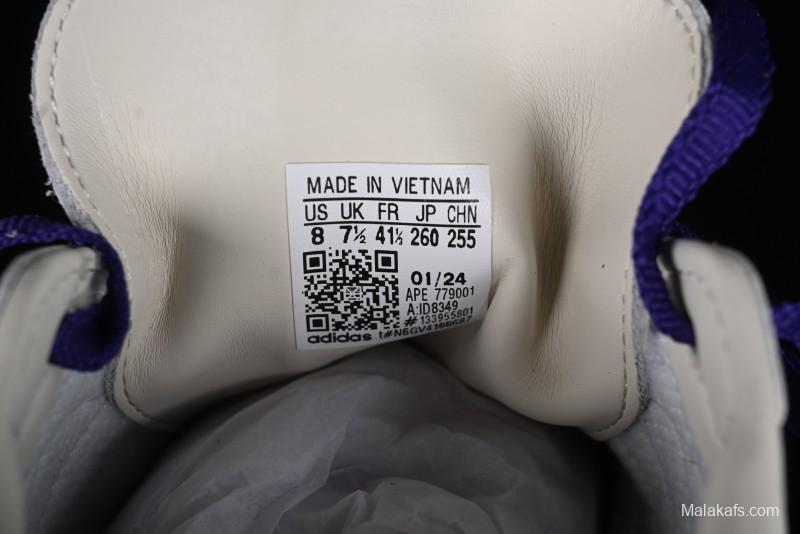 MADE IN VIETNAM
US UK FR JP CHN
8 7½ 41⅓ 260 255
01/24
APE 779001
A:ID8349
# 133955801
adidas
Malakafs.com